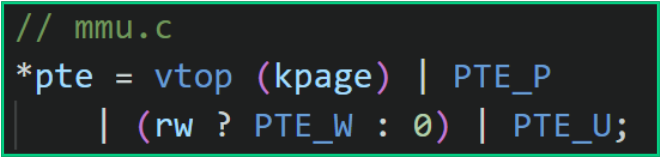 // mmu.c
*pte = vtop (kpage) | PTE_P
| (rw ? PTE_W : 0) | PTE_U;